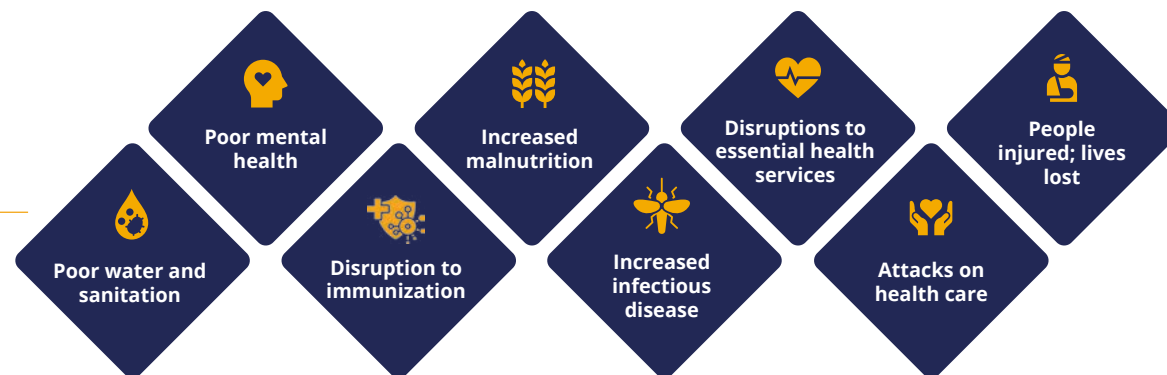 Poor mental
health
Increased
malnutrition
Disruptions to
essential health
services
People
injured; lives
lost
Poor water and
sanitation
Disruption to
immunization
Increased
infectious
disease
Attacks on
health care